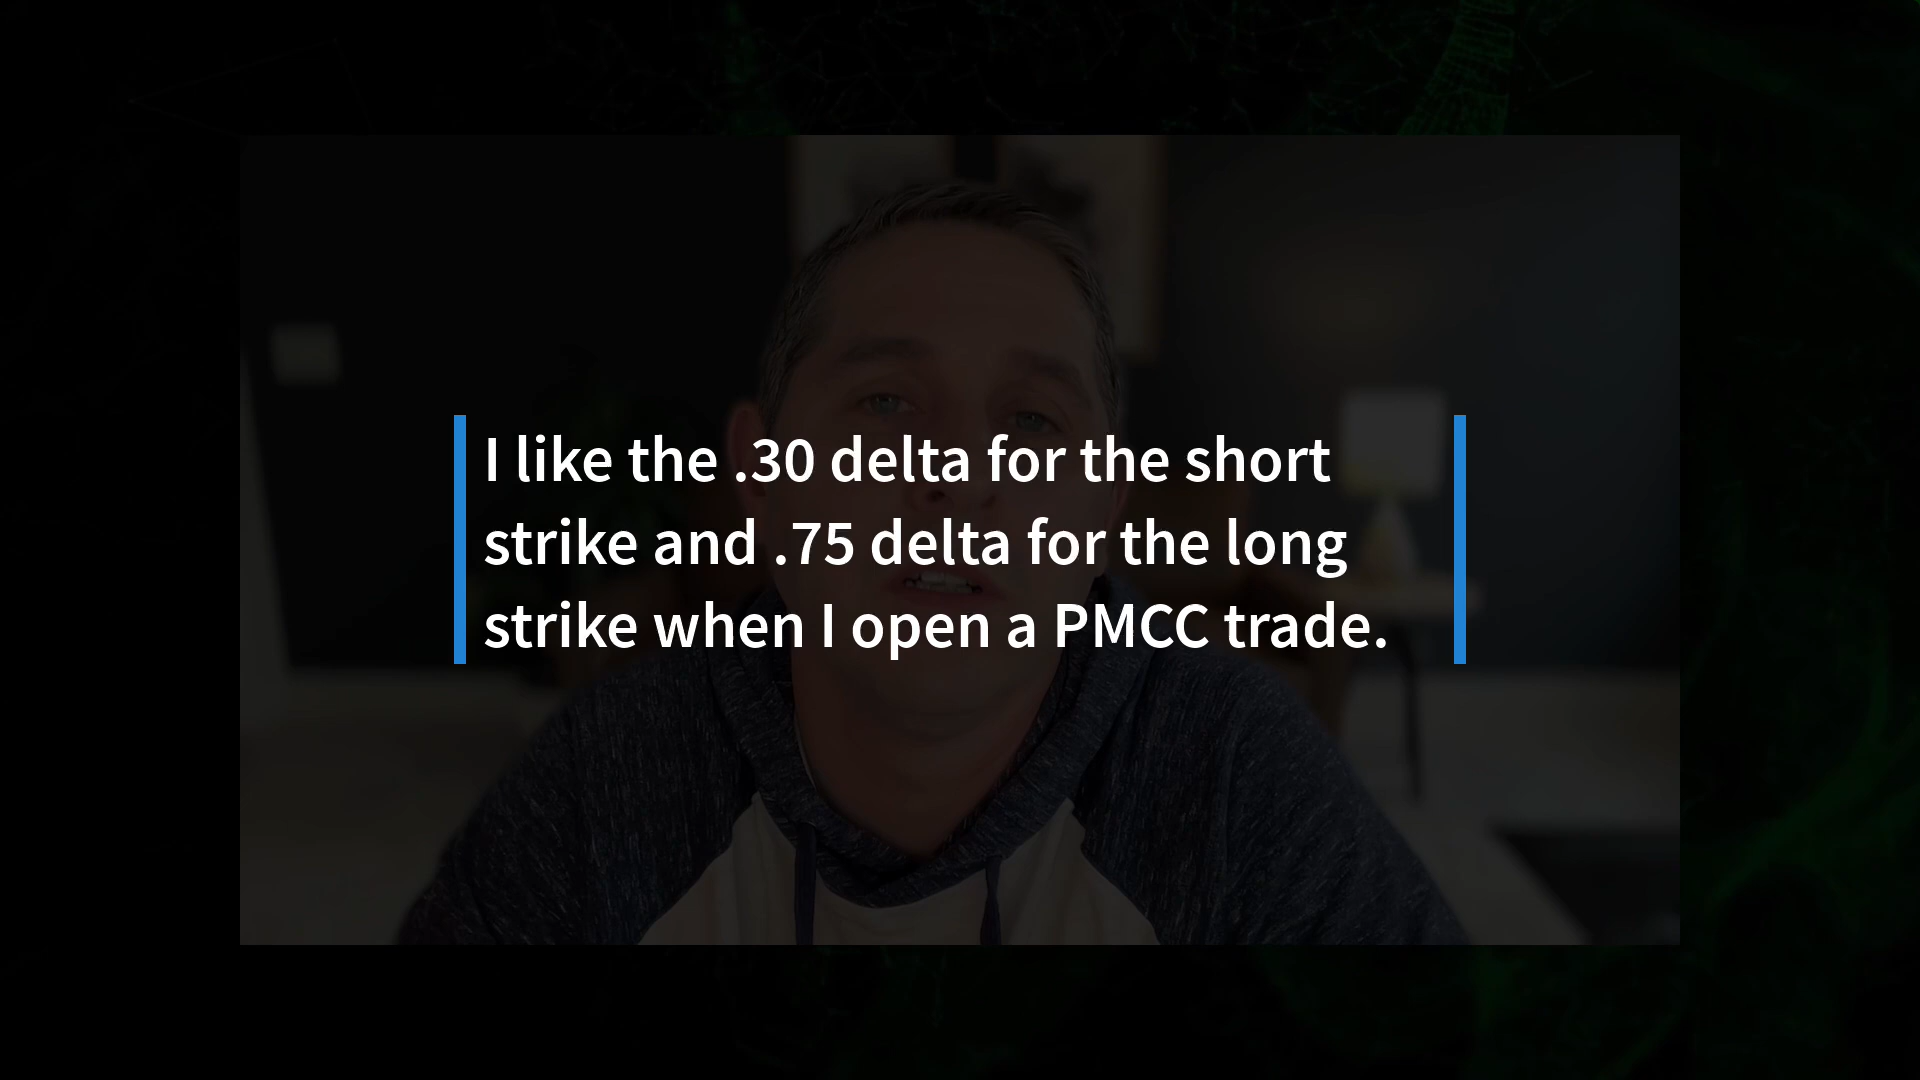 I like the .30 delta for the short
strike and .75 delta for the long
strike when I open a PMCC trade.